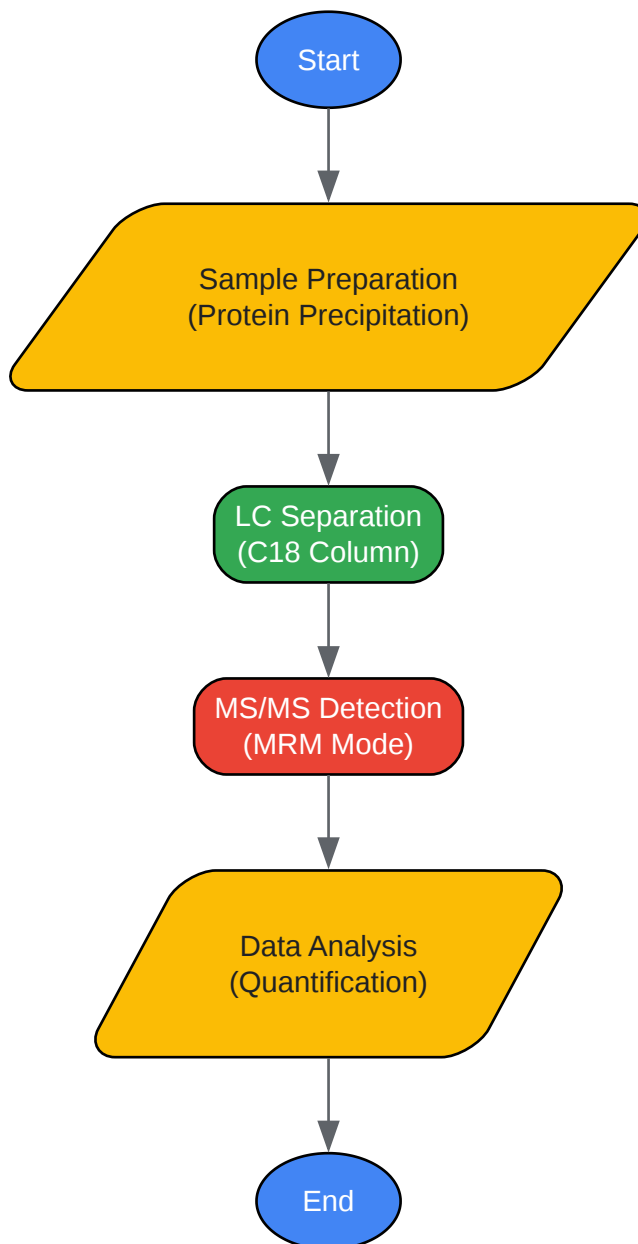 Start
Sample Preparation
(Protein Precipitation)
LC Separation
(C18 Column)
MS/MS Detection
(MRM Mode)
Data Analysis
(Quantification)
End